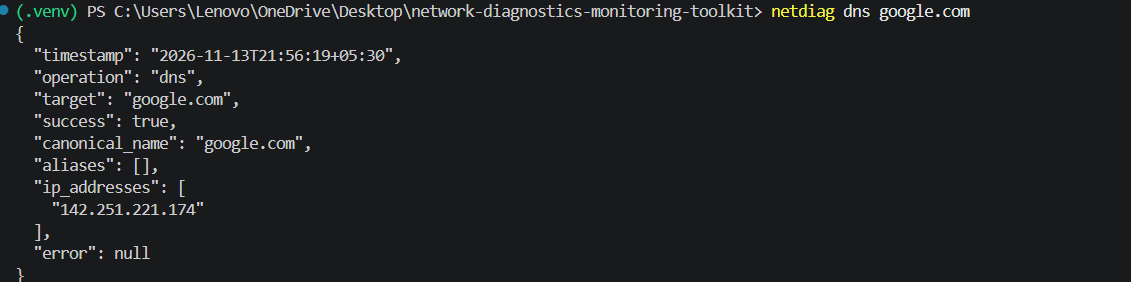 (.venv) PS C:\Users\Lenovo\OneDrive\Desktop\network-diagnostics-monitoring-toolkit> netdiag dns google.com
{
  "timestamp": "2026-11-13T21:56:19+05:30",
  "operation": "dns",
  "target": "google.com",
  "success": true,
  "canonical_name": "google.com",
  "aliases": [],
  "ip_addresses": [
    "142.251.221.174"
  ],
  "error": null
}